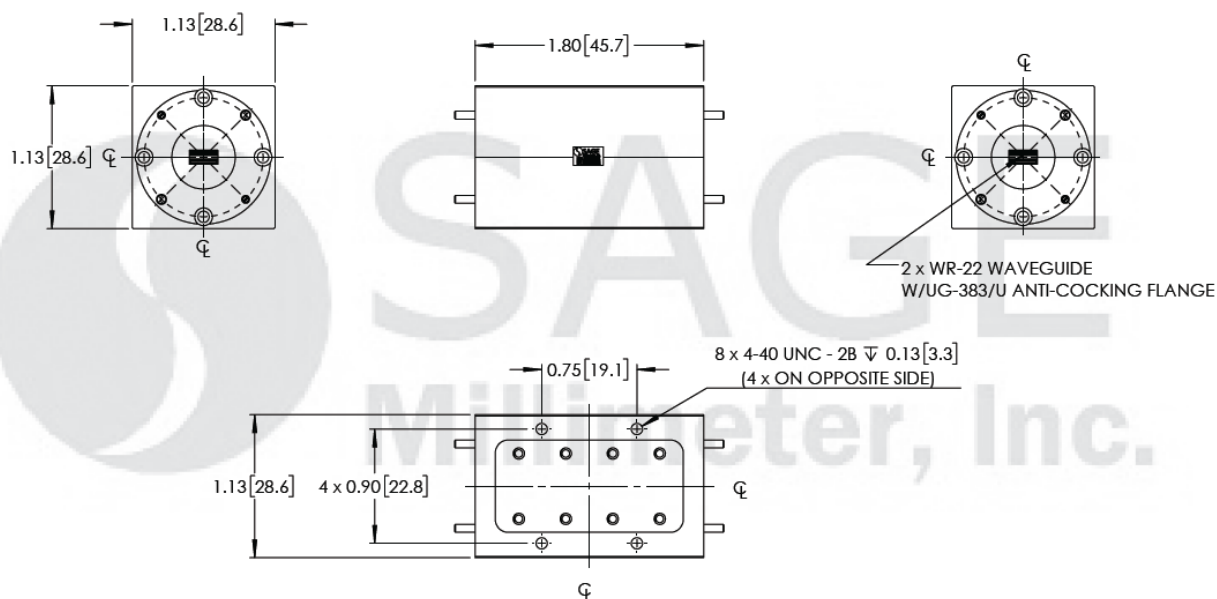 1.13[28.6]
1.80[45.7]
℄
1.13[28.6] ℄
℄
℄
2 x WR-22 WAVEGUIDE
W/UG-383/U ANTI-COCKING FLANGE
SAGE
Millimeter, Inc.
8 x 4-40 UNC - 2B ↧ 0.13[3.3]
(4 x ON OPPOSITE SIDE)
0.75[19.1]
1.13[28.6]
4 x 0.90[22.8]
℄
℄
SAGE